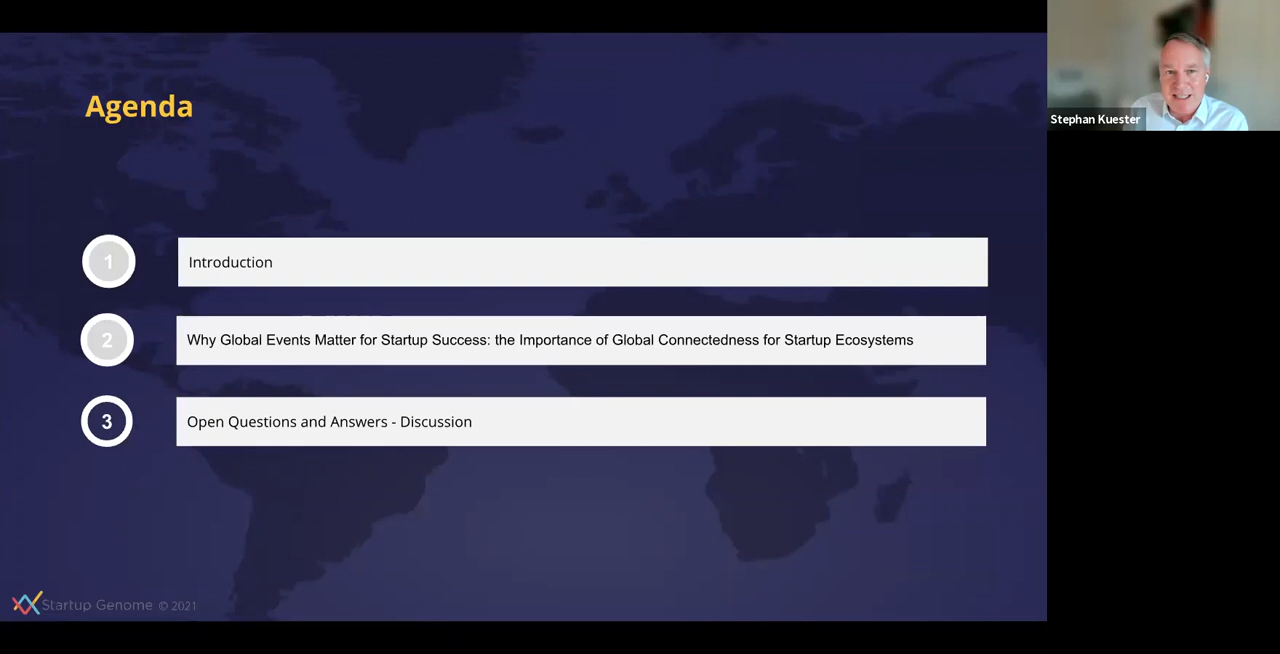 Agenda
Stephan Kuester
1
Introduction
2
Why Global Events Matter for Startup Success: the Importance of Global Connectedness for Startup Ecosystems
3
Open Questions and Answers - Discussion
Startup Genome © 2021